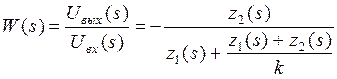 W(s) = U_вых(s) / U_вх(s) = − z₂(s) / (z₁(s) + (z₁(s) ÷ z₂(s)) / k)